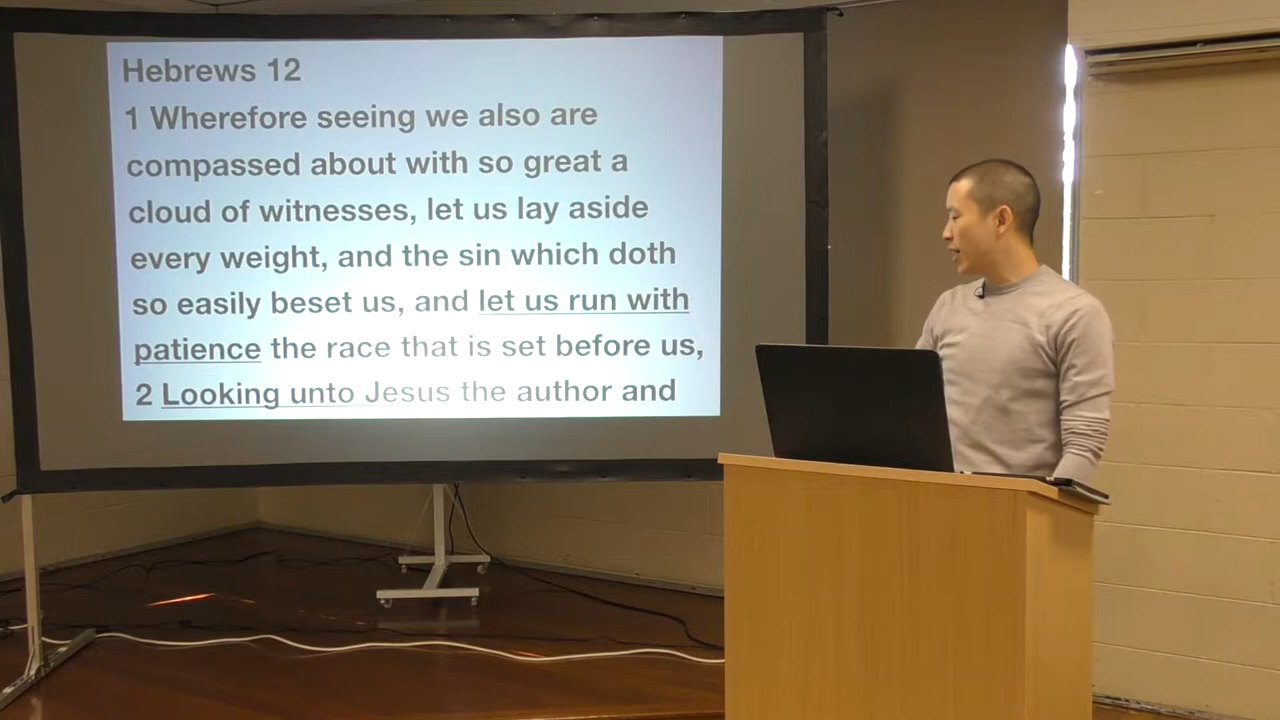 Hebrews 12
1 Wherefore seeing we also are
compassed about with so great a
cloud of witnesses, let us lay aside
every weight, and the sin which doth
so easily beset us, and let us run with
patience the race that is set before us,
2 Looking unto Jesus the author and